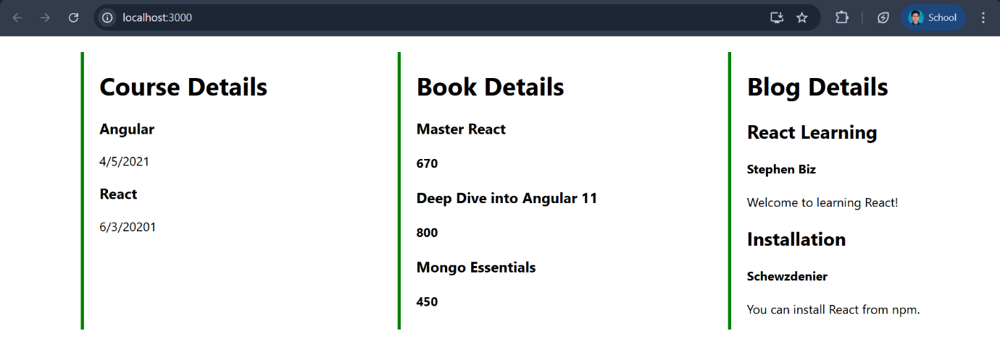 localhost:3000
School
Course Details
Angular
4/5/2021
React
6/3/20201
Book Details
Master React
670
Deep Dive into Angular 11
800
Mongo Essentials
450
Blog Details
React Learning
Stephen Biz
Welcome to learning React!
Installation
Schewzdenier
You can install React from npm.